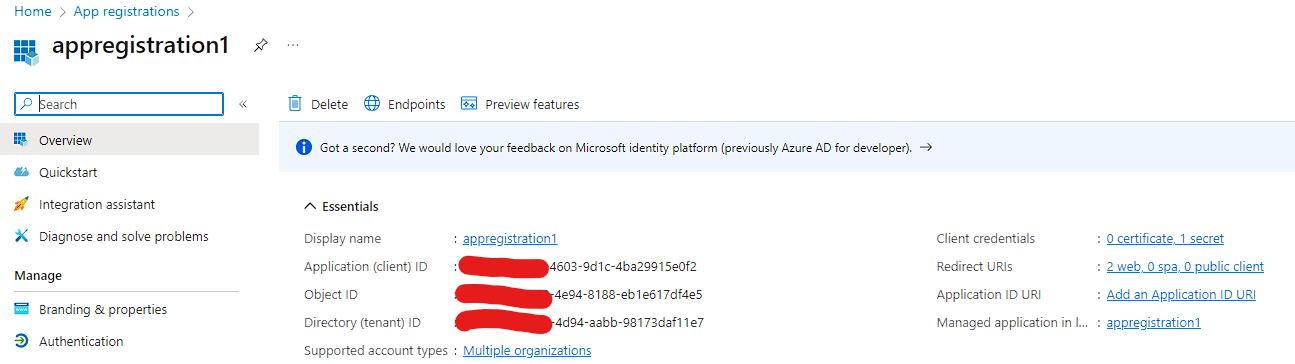 Home > App registrations >
appregistration1
Search
«
Delete Endpoints Preview features
Overview
Got a second? We would love your feedback on Microsoft identity platform (previously Azure AD for developer). →
Quickstart
Integration assistant
Essentials
Diagnose and solve problems
Display name : appregistration1
Client credentials : 0 certificate, 1 secret
Application (client) ID : 4603-9d1c-4ba29915e0f2
Redirect URIs : 2 web, 0 spa, 0 public client
Manage
Object ID : -4e94-8188-eb1e617df4e5
Application ID URI : Add an Application ID URI
Branding & properties
Directory (tenant) ID : -4d94-aabb-98173daf11e7
Managed application in l... : appregistration1
Authentication
Supported account types : Multiple organizations